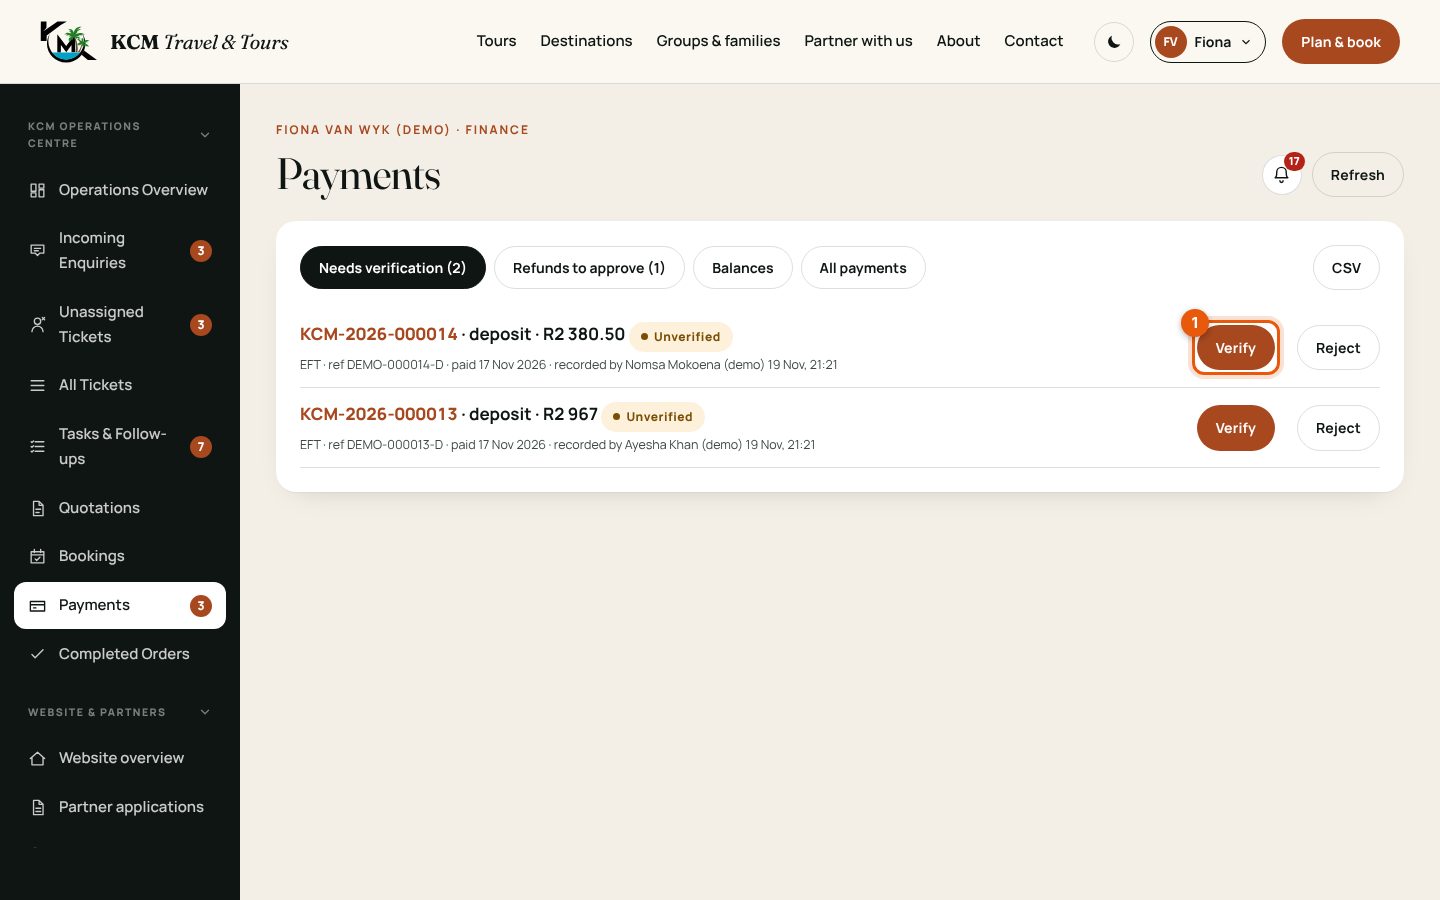 KCM Travel & Tours
Tours
Destinations
Groups & families
Partner with us
About
Contact
FV
Fiona
Plan & book
KCM OPERATIONS
CENTRE
Operations Overview
Incoming
Enquiries
3
Unassigned
Tickets
3
All Tickets
Tasks & Follow-
ups
7
Quotations
Bookings
Payments
3
Completed Orders
WEBSITE & PARTNERS
Website overview
Partner applications
FIONA VAN WYK (DEMO) · FINANCE
Payments
17
Refresh
Needs verification (2)
Refunds to approve (1)
Balances
All payments
CSV
KCM-2026-000014 · deposit · R2 380.50
Unverified
EFT · ref DEMO-000014-D · paid 17 Nov 2026 · recorded by Nomsa Mokoena (demo) 19 Nov, 21:21
1
Verify
Reject
KCM-2026-000013 · deposit · R2 967
Unverified
EFT · ref DEMO-000013-D · paid 17 Nov 2026 · recorded by Ayesha Khan (demo) 19 Nov, 21:21
Verify
Reject